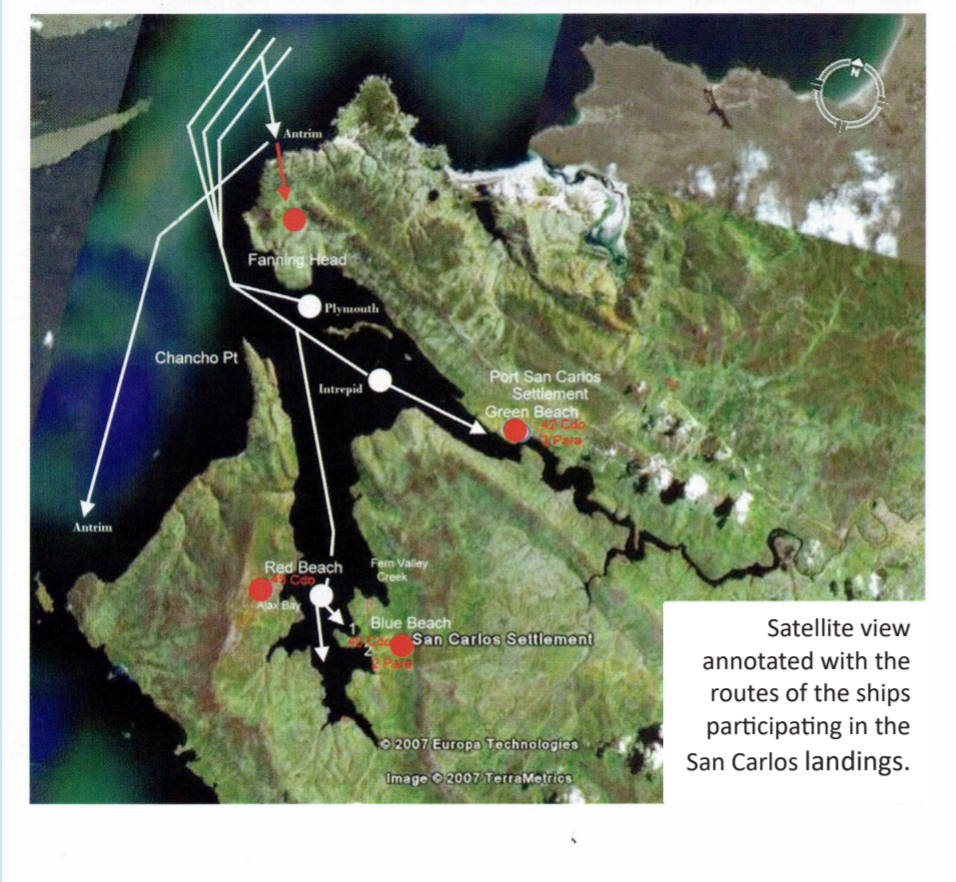 N
Antrim
Fanning Head
Plymouth
Chancho Pt
Intrepid
Port San Carlos
Settlement
Green Beach
42 Cdo
3 Para
Antrim
Red Beach
Fern Valley
Creek
Ajax Bay
1
Blue Beach
San Carlos Settlement
2
2 Para
© 2007 Europa Technologies
Image © 2007 TerraMetrics
Satellite view
annotated with the
routes of the ships
participating in the
San Carlos landings.